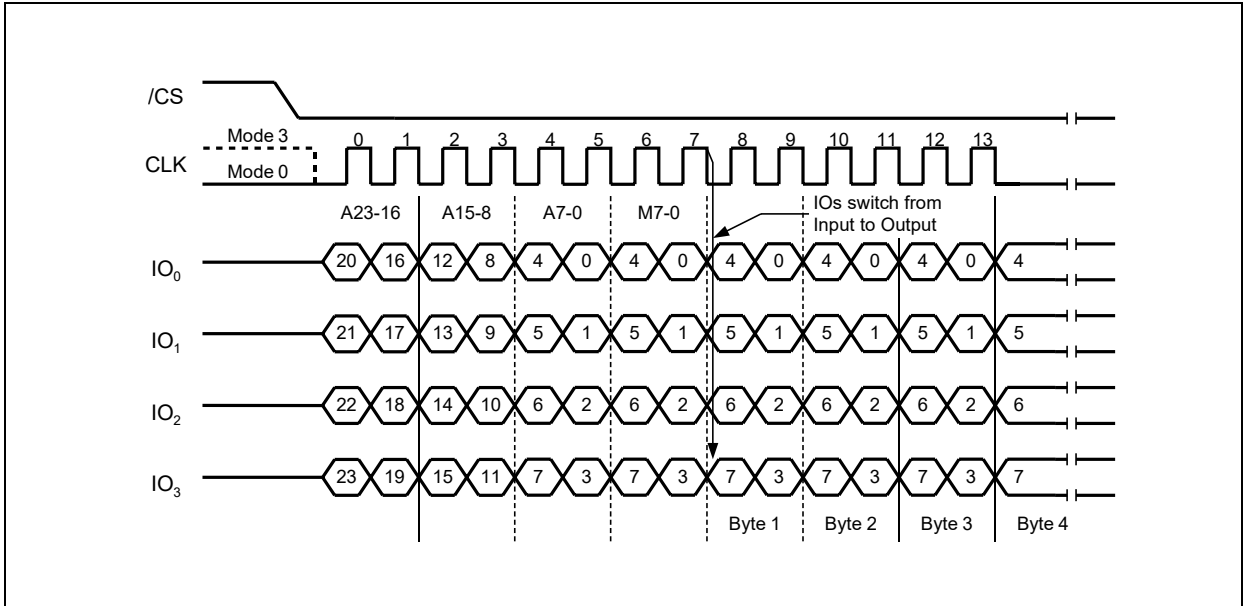 /CS
Mode 3
0 1 2 3 4 5 6 7 8 9 10 11 12 13
CLK
Mode 0
A23-16 A15-8 A7-0 M7-0
IOs switch from
Input to Output
IO0 20 16 12 8 4 0 4 0 4 0 4 0 4 0 4
IO1 21 17 13 9 5 1 5 1 5 1 5 1 5 1 5
IO2 22 18 14 10 6 2 6 2 6 2 6 2 6 2 6
IO3 23 19 15 11 7 3 7 3 7 3 7 3 7 3 7
Byte 1 Byte 2 Byte 3 Byte 4